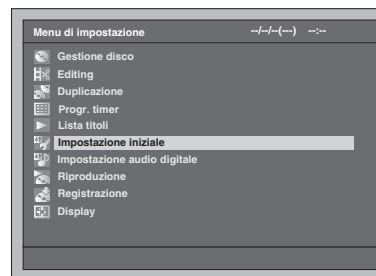 Menu di impostazione --/--/--(---) --:--
Gestione disco
Editing
Duplicazione
Progr. timer
Lista titoli
Impostazione iniziale
Impostazione audio digitale
Riproduzione
Registrazione
Display